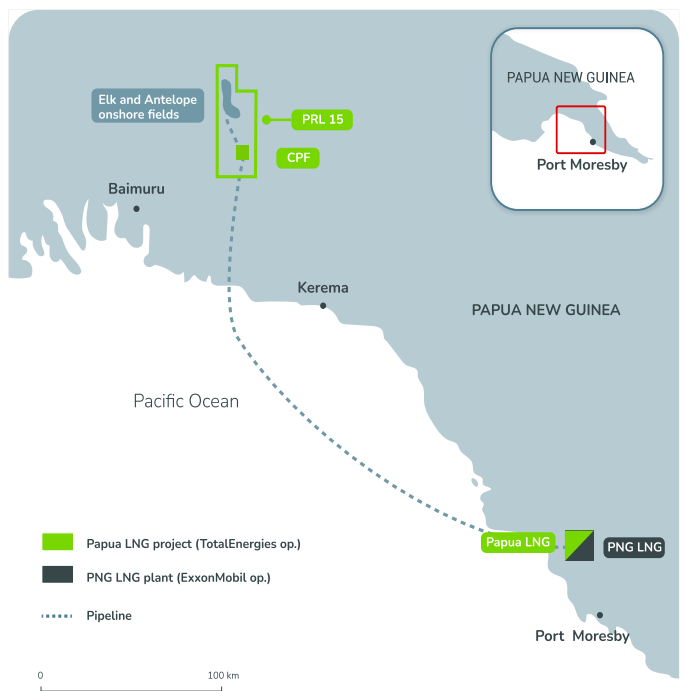 PAPUA NEW GUINEA
Port Moresby
Elk and Antelope
onshore fields
PRL 15
CPF
Baimuru
Kerema
PAPUA NEW GUINEA
Pacific Ocean
Papua LNG
PNG LNG
Papua LNG project (TotalEnergies op.)
PNG LNG plant (ExxonMobil op.)
Pipeline
Port Moresby
0
100 km